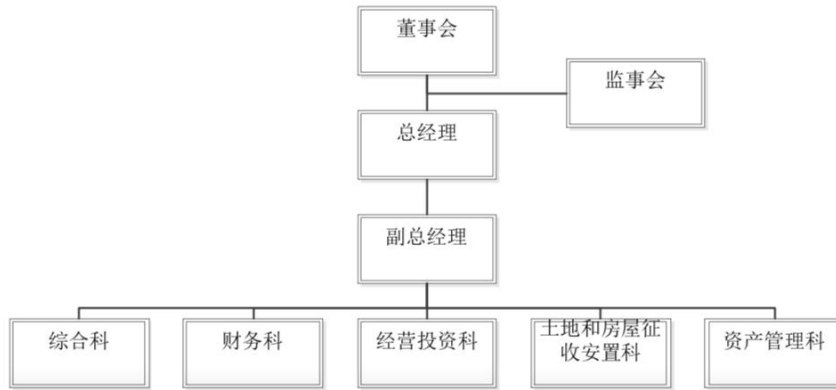 董事会
监事会
总经理
副总经理
综合科
财务科
经营投资科
土地和房屋征
收安置科
资产管理科